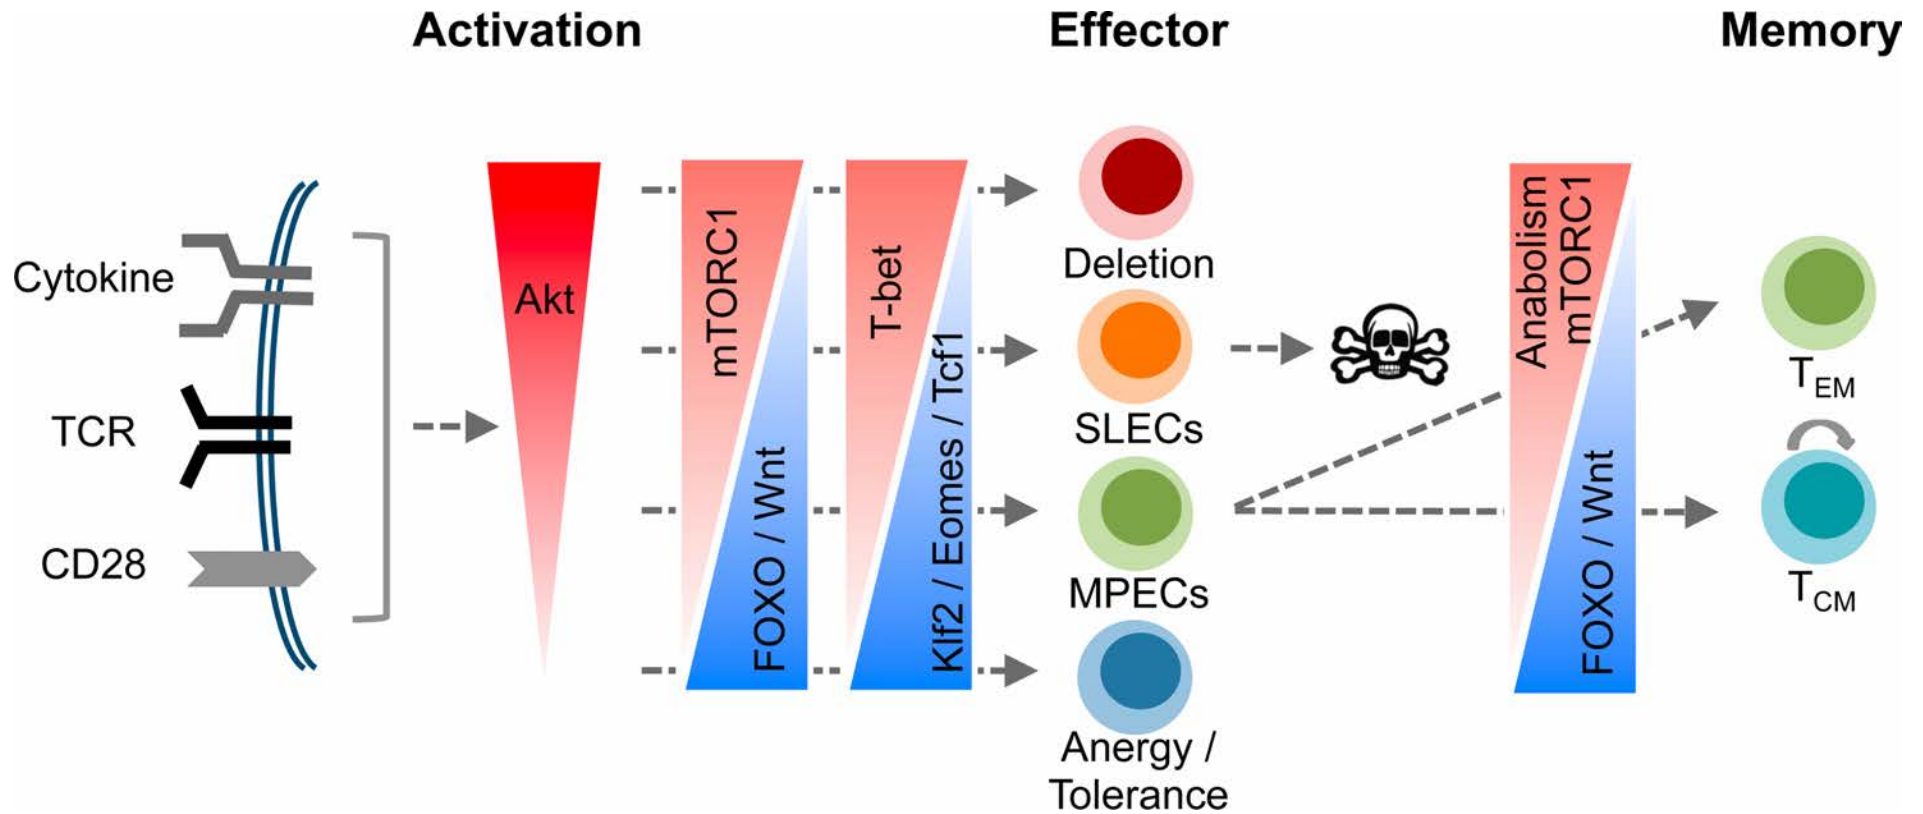 Activation
Effector
Memory
Cytokine
TCR
CD28
Akt
mTORC1
FOXO / Wnt
T-bet
Klf2 / Eomes / Tcf1
Deletion
SLECs
MPECs
Anergy /
Tolerance
Anabolism
mTORC1
FOXO / Wnt
TEM
TCM